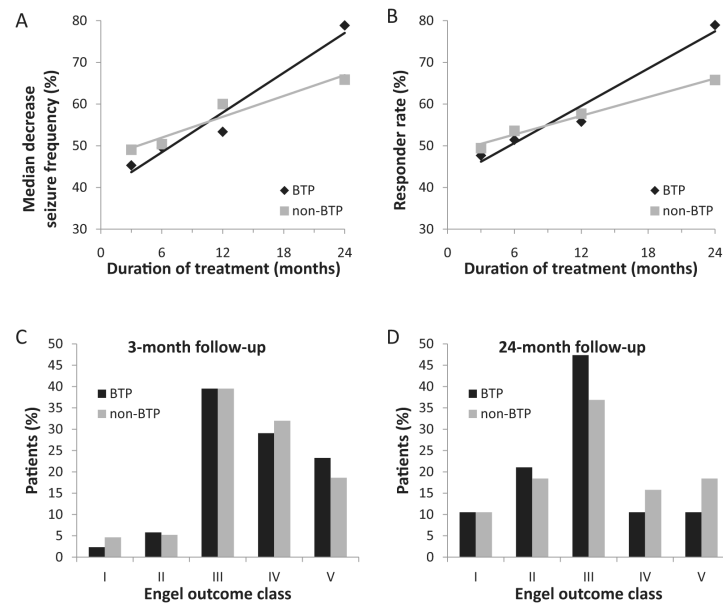 A
Median decrease
seizure frequency (%)
80
70
60
50
40
30
0 6 12 18 24
Duration of treatment (months)
BTP
non-BTP
B
Responder rate (%)
80
70
60
50
40
30
0 6 12 18 24
Duration of treatment (months)
BTP
non-BTP
C
3-month follow-up
Patients (%)
50
45
40
35
30
25
20
15
10
5
0
BTP
non-BTP
I II III IV V
Engel outcome class
D
24-month follow-up
Patients (%)
50
45
40
35
30
25
20
15
10
5
0
BTP
non-BTP
I II III IV V
Engel outcome class